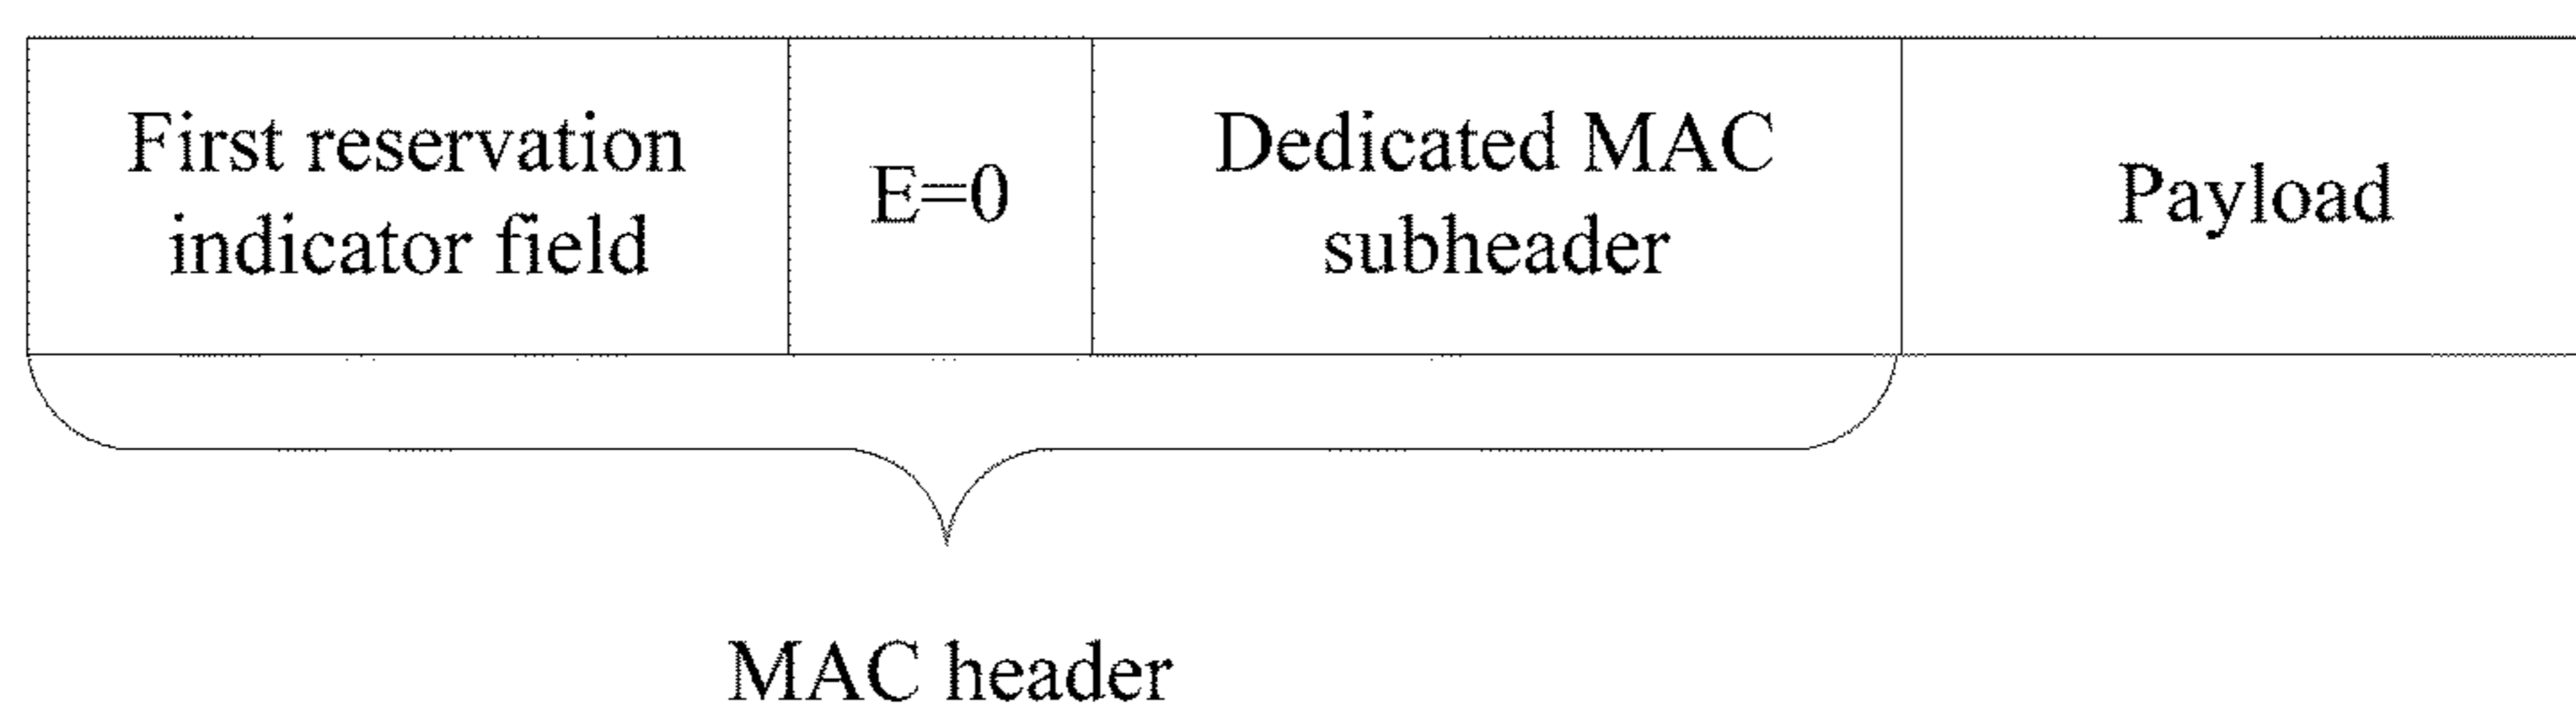 First reservation
indicator field
E=0
Dedicated MAC
subheader
Payload
MAC header